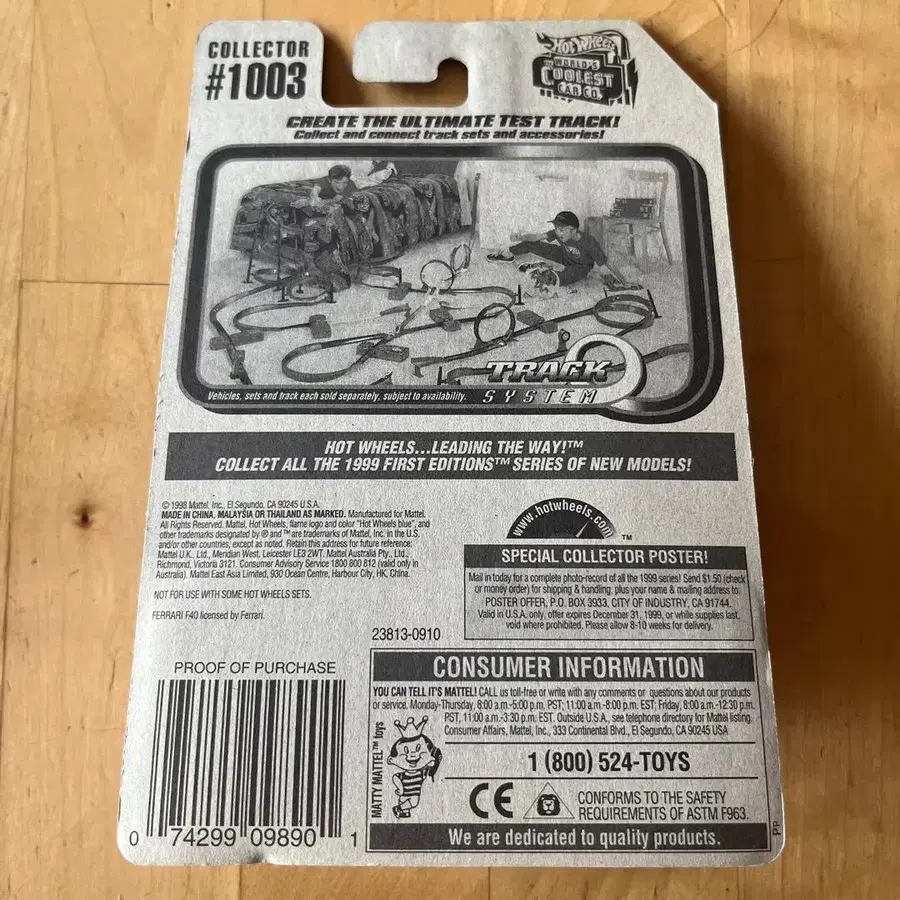 COLLECTOR
#1003
Hot Wheels
THE WORLD'S
COOLEST
CAR CO.
CREATE THE ULTIMATE TEST TRACK!
Collect and connect track sets and accessories!
TRACK
SYSTEM
Vehicles, sets and track each sold separately, subject to availability.
HOT WHEELS...LEADING THE WAY!™
COLLECT ALL THE 1999 FIRST EDITIONS™ SERIES OF NEW MODELS!
© 1998 Mattel, Inc., El Segundo, CA 90245 U.S.A.
MADE IN CHINA, MALAYSIA OR THAILAND AS MARKED. Manufactured for Mattel.
All Rights Reserved. Mattel, Hot Wheels, flame logo and color "Hot Wheels blue", and
other trademarks designated by ® and ™ are trademarks of Mattel, Inc. in the U.S.
and/or other countries, except as noted. Retain this address for future reference:
Mattel U.K. Ltd., Meridian West, Leicester LE3 2WT. Mattel Australia Pty., Ltd.,
Richmond, Victoria 3121. Consumer Advisory Service 1800 800 812 (valid only in
Australia). Mattel East Asia Limited, 930 Ocean Centre, Harbour City, HK, China.
NOT FOR USE WITH SOME HOT WHEELS SETS.
FERRARI F40 licensed by Ferrari.
23813-0910
www.hotwheels.com
™
SPECIAL COLLECTOR POSTER!
Mail in today for a complete photo-record of all the 1999 series! Send $1.50 (check
or money order) for shipping & handling, plus your name & mailing address to:
POSTER OFFER, P.O. BOX 3933, CITY OF INDUSTRY, CA 91744.
Valid in U.S.A. only, offer expires December 31, 1999, or while supplies last,
void where prohibited. Please allow 8-10 weeks for delivery.
PROOF OF PURCHASE
0 74299 09890 1
CONSUMER INFORMATION
YOU CAN TELL IT'S MATTEL! CALL us toll-free or write with any comments or questions about our products
or service. Monday-Thursday, 8:00 a.m.-5:00 p.m. PST; 11:00 a.m.-8:00 p.m. EST; Friday, 8:00 a.m.-12:30 p.m.
PST, 11:00 a.m.-3:30 p.m. EST. Outside U.S.A., see telephone directory for Mattel listing.
Consumer Affairs, Mattel, Inc., 333 Continental Blvd., El Segundo, CA 90245 USA
MATTY MATTEL™ toys
1 (800) 524-TOYS
CE
CONFORMS TO THE SAFETY
REQUIREMENTS OF ASTM F963.
We are dedicated to quality products.
PP